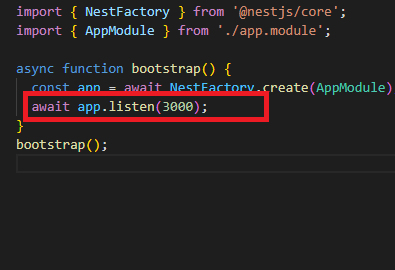 import { NestFactory } from '@nestjs/core';
import { AppModule } from './app.module';
async function bootstrap() {
const app = await NestFactory.create(AppModule)
await app.listen(3000);
}
bootstrap();